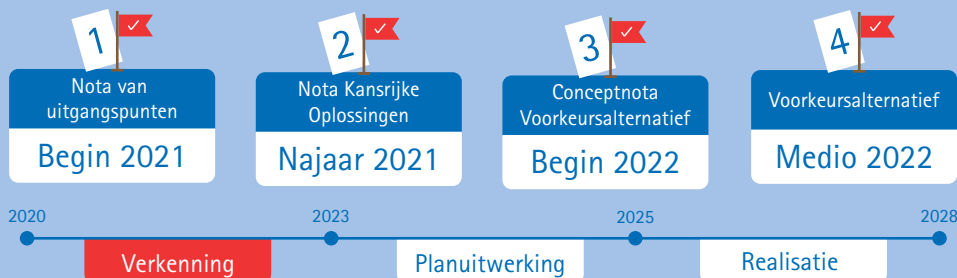 1
Nota van
uitgangspunten
Begin 2021
2
Nota Kansrijke
Oplossingen
Najaar 2021
3
Conceptnota
Voorkeursalternatief
Begin 2022
4
Voorkeursalternatief
Medio 2022
2020
2023
2025
2028
Verkenning
Planuitwerking
Realisatie